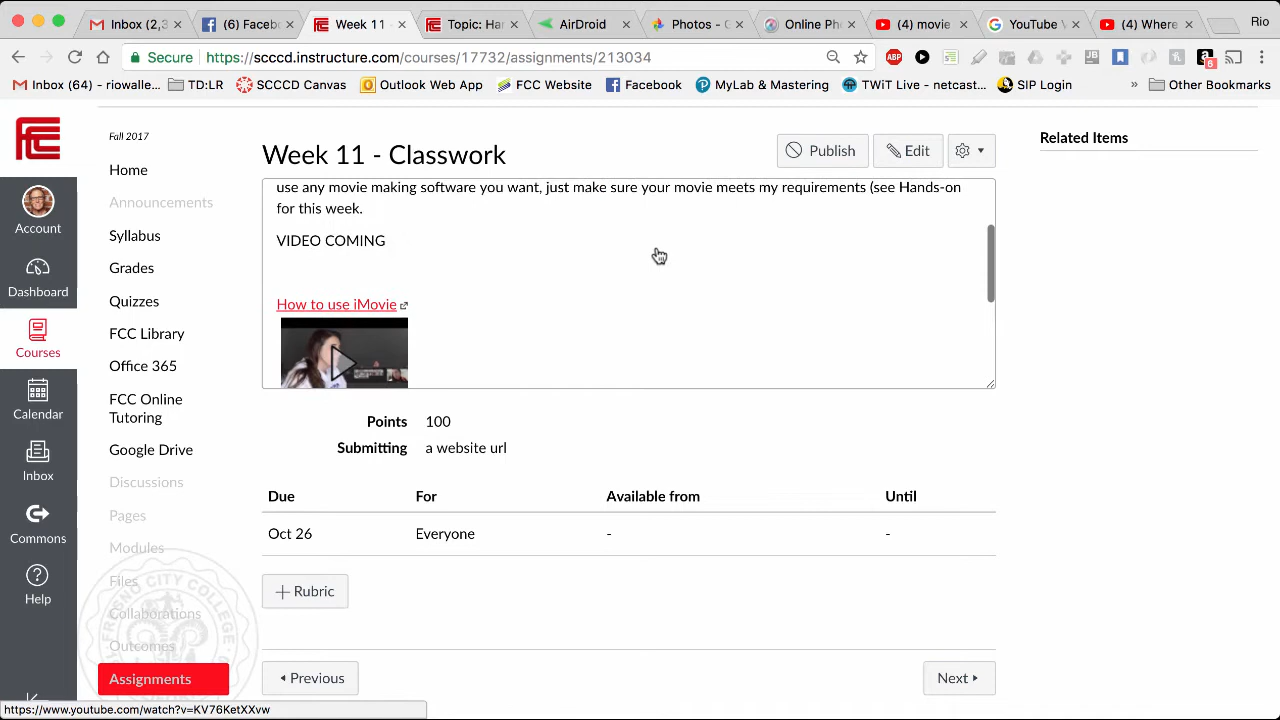 Inbox (2,3
(6) Faceb
Week 11 -
Topic: Har
AirDroid
Photos - G
Online Pho
(4) movie
YouTube V
(4) Where
Rio
Secure
https://scccd.instructure.com/courses/17732/assignments/213034
Inbox (64) - riowalle...
TD:LR
SCCCDCanvas
Outlook Web App
FCC Website
Facebook
MyLab & Mastering
TWiT Live - netcast...
SIP Login
»
Other Bookmarks
Fall 2017
Home
Announcements
Syllabus
Grades
Quizzes
FCC Library
Office 365
FCC Online
Tutoring
Google Drive
Discussions
Pages
Modules
Files
Collaborations
Outcomes
Assignments
Account
Dashboard
Courses
Calendar
Inbox
Commons
Help
Week 11 - Classwork
Publish
Edit
Related Items
use any movie making software you want, just make sure your movie meets my requirements (see Hands-on
for this week.
VIDEO COMING
How to use iMovie
Points 100
Submitting a website url
Due For Available from Until
Oct 26 Everyone - -
+ Rubric
Previous
Next
https://www.youtube.com/watch?v=KV76KetXXvw